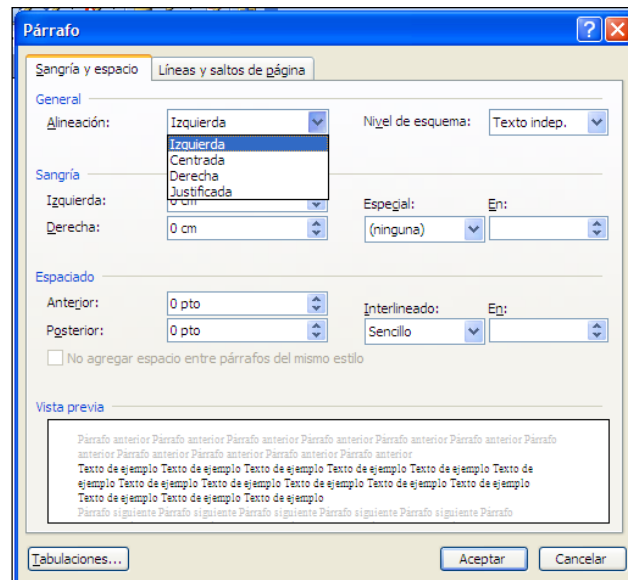 Párrafo
Sangría y espacio Líneas y saltos de página
General
Alineación: Izquierda Nivel de esquema: Texto indep.
Izquierda
Centrada
Derecha
Justificada
Sangría
Izquierda: 0 cm Especial: En:
Derecha: 0 cm (ninguna)
Espaciado
Anterior: 0 pto Interlineado: En:
Posterior: 0 pto Sencillo
No agregar espacio entre párrafos del mismo estilo
Vista previa
Párrafo anterior Párrafo anterior Párrafo anterior Párrafo anterior Párrafo anterior Párrafo anterior Párrafo
anterior Párrafo anterior Párrafo anterior Párrafo anterior Párrafo anterior
Texto de ejemplo Texto de ejemplo Texto de ejemplo Texto de ejemplo Texto de ejemplo Texto de
ejemplo Texto de ejemplo Texto de ejemplo Texto de ejemplo Texto de ejemplo Texto de ejemplo
Texto de ejemplo Texto de ejemplo Texto de ejemplo
Párrafo siguiente Párrafo siguiente Párrafo siguiente Párrafo siguiente Párrafo siguiente Párrafo
Tabulaciones... Aceptar Cancelar